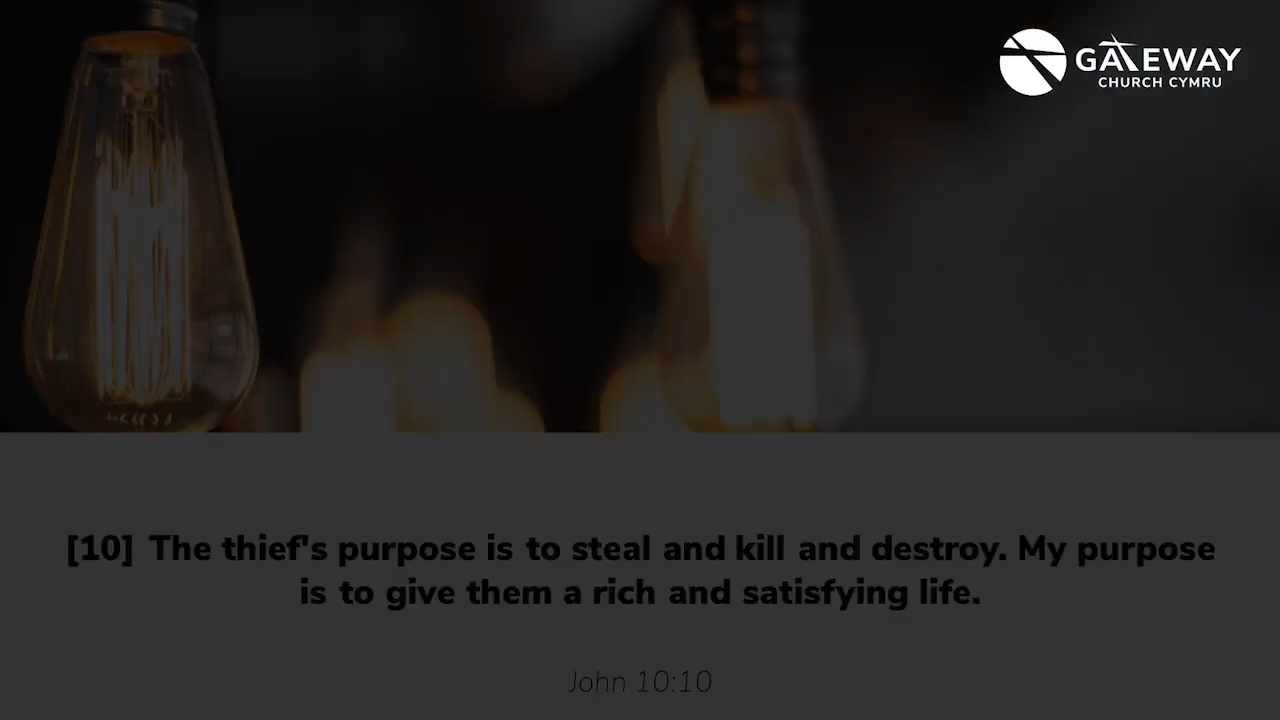 GATEWAY
CHURCH CYMRU
[10] The thief's purpose is to steal and kill and destroy. My purpose
is to give them a rich and satisfying life.
John 10:10